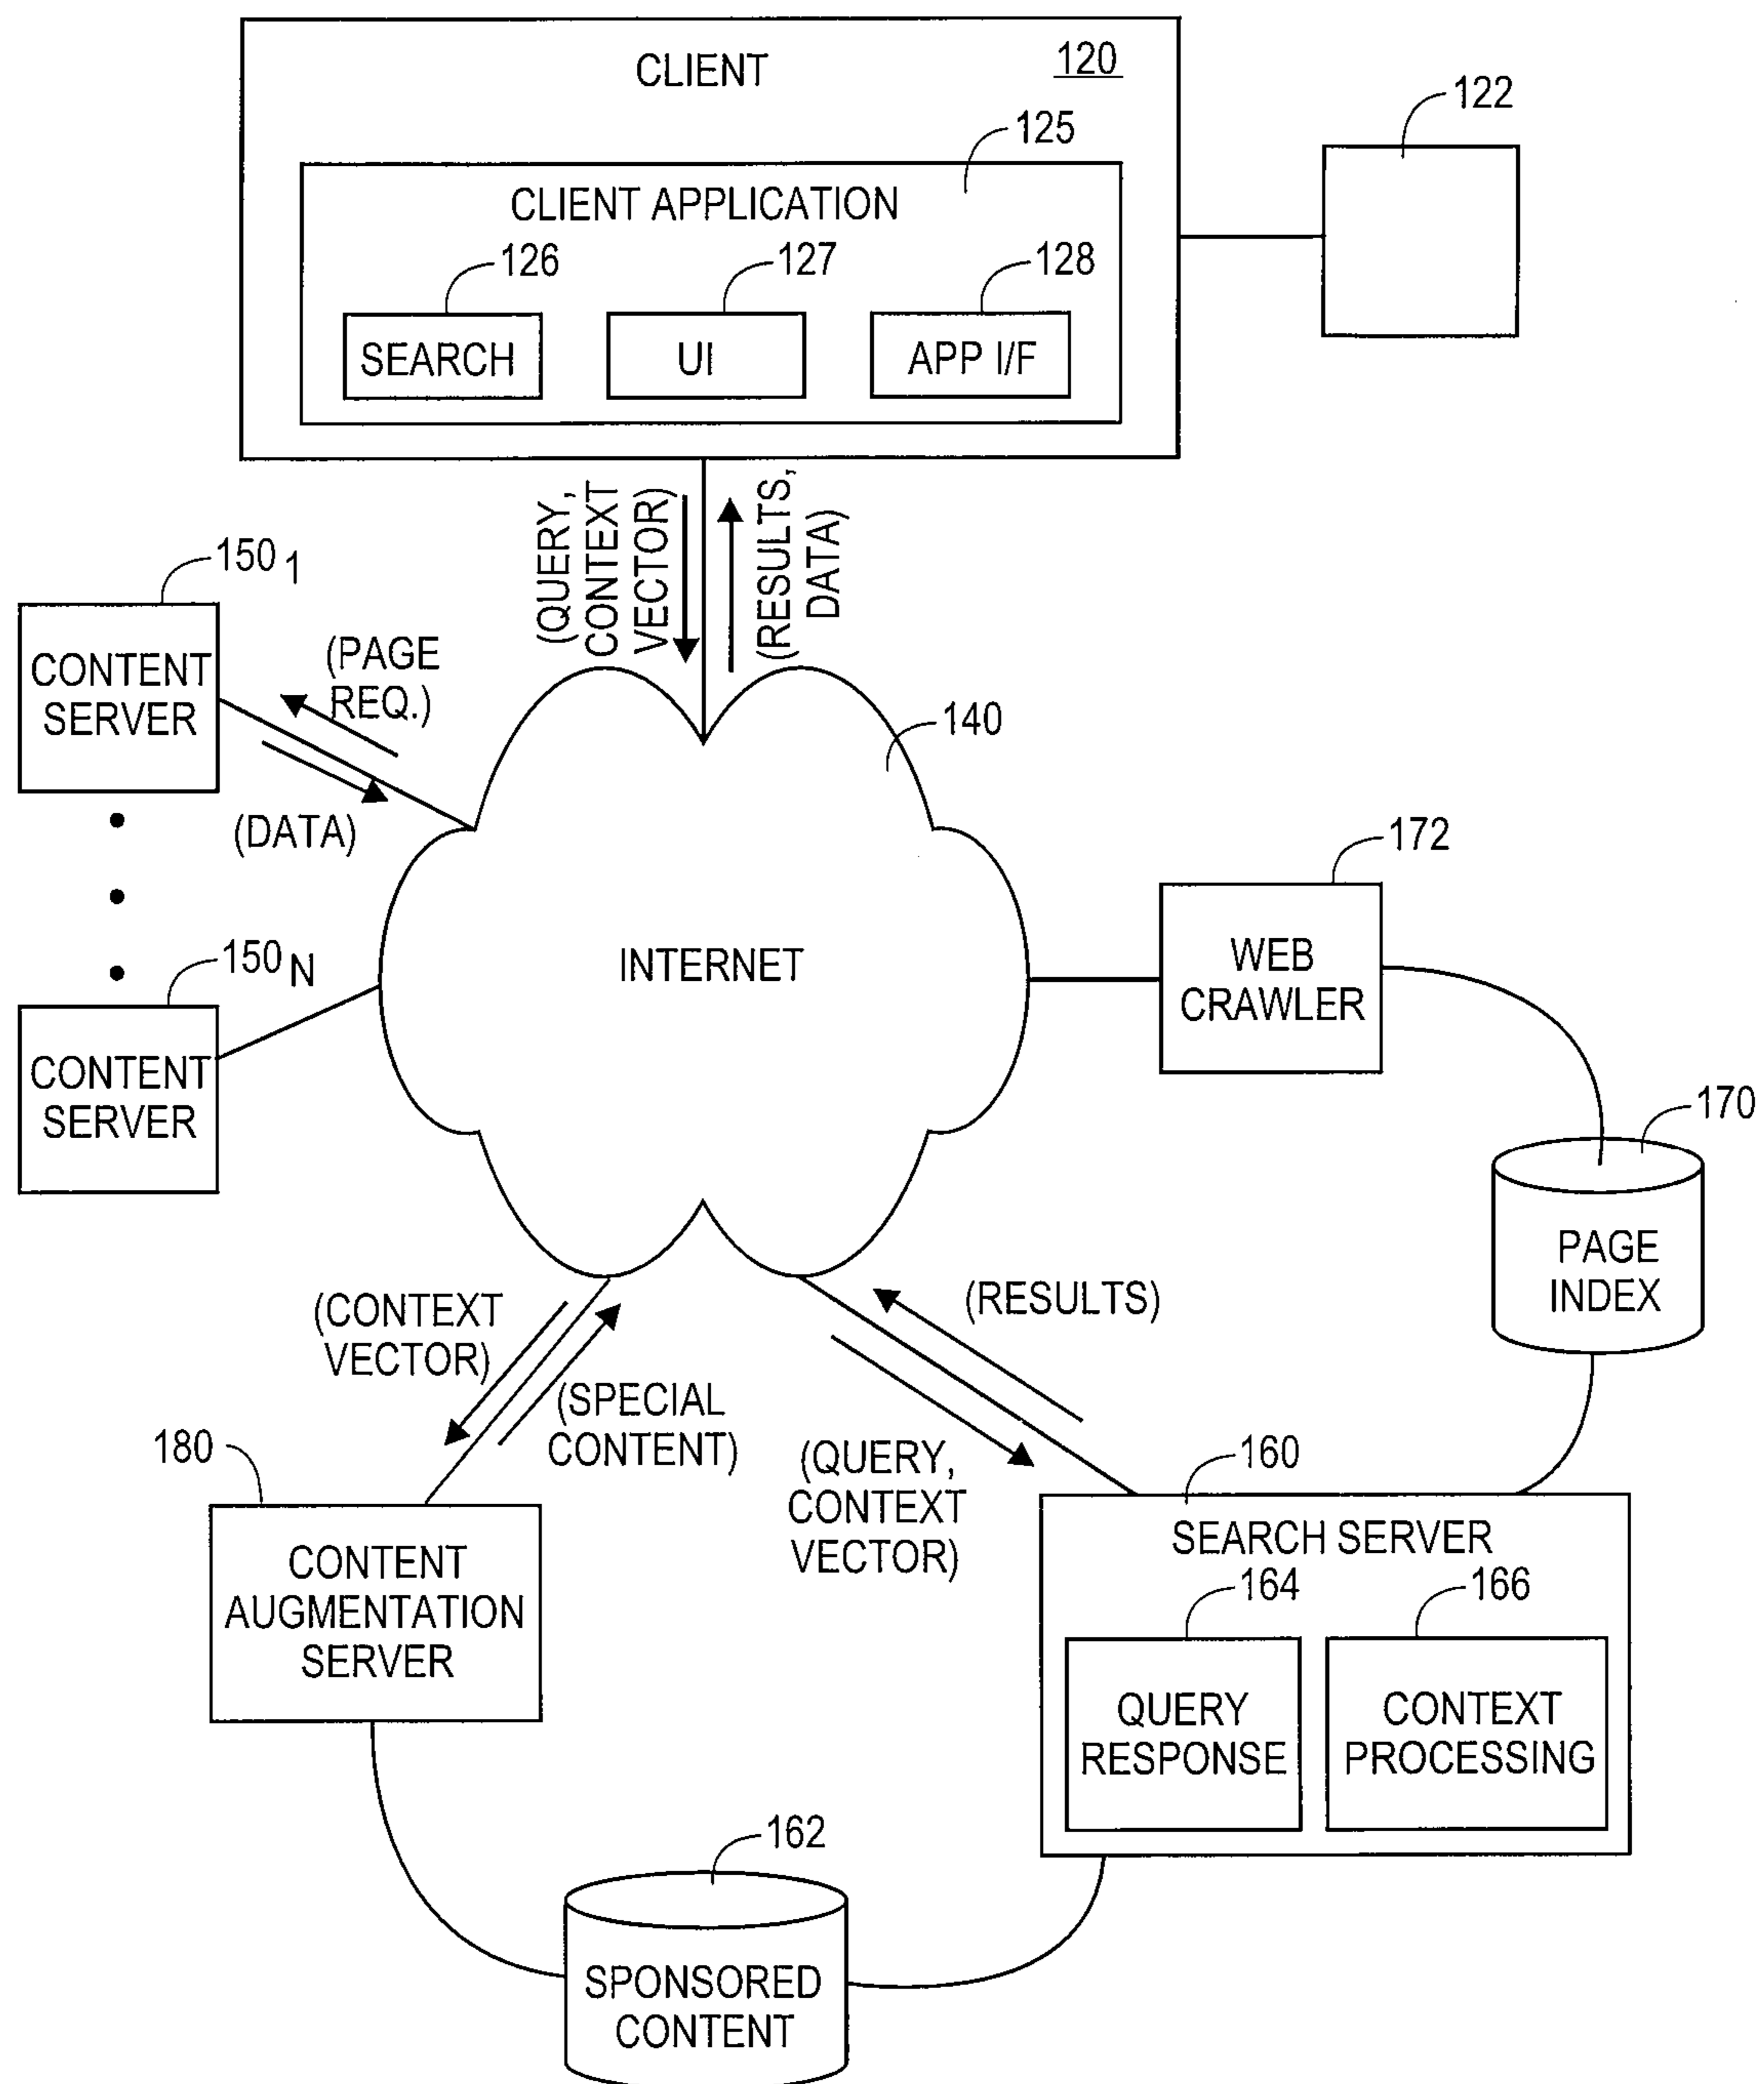 CLIENT
120
122
125
CLIENT APPLICATION
126
127
128
SEARCH
UI
APP I/F
(QUERY,
CONTEXT
VECTOR)
(RESULTS,
DATA)
150 1
CONTENT
SERVER
(PAGE
REQ.)
(DATA)
140
INTERNET
150 N
CONTENT
SERVER
172
WEB
CRAWLER
170
PAGE
INDEX
(CONTEXT
VECTOR)
(SPECIAL
CONTENT)
(RESULTS)
(QUERY,
CONTEXT
VECTOR)
180
CONTENT
AUGMENTATION
SERVER
160
SEARCH SERVER
164
166
QUERY
RESPONSE
CONTEXT
PROCESSING
162
SPONSORED
CONTENT